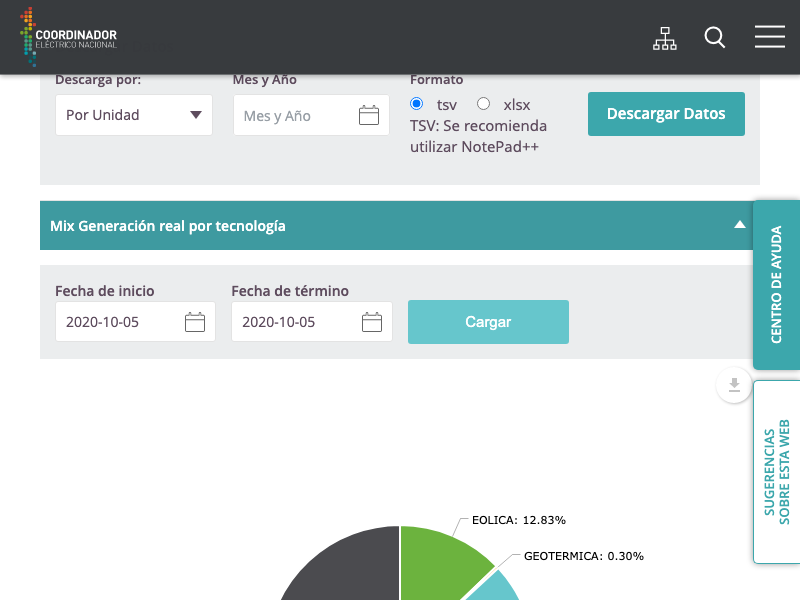 COORDINADOR
ELÉCTRICO NACIONAL
Descarga por:
Mes y Año
Formato
Por Unidad
Mes y Año
tsv
xlsx
TSV: Se recomienda
utilizar NotePad++
Descargar Datos
Mix Generación real por tecnología
Fecha de inicio
Fecha de término
2020-10-05
2020-10-05
Cargar
CENTRO DE AYUDA
SUGERENCIAS
SOBRE ESTA WEB
EOLICA: 12.83%
GEOTERMICA: 0.30%